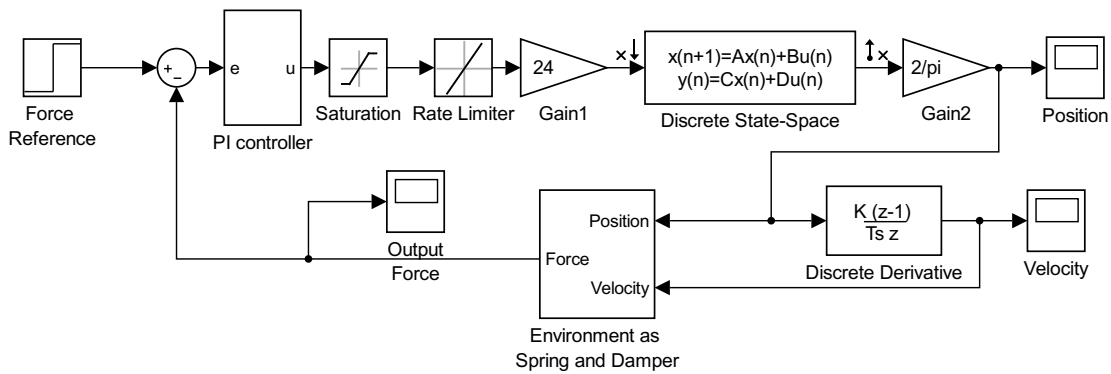 Force
Reference
+
−
e
u
PI controller
Saturation
Rate Limiter
24
Gain1
×
x(n+1)=Ax(n)+Bu(n)
y(n)=Cx(n)+Du(n)
Discrete State-Space
×
2/pi
Gain2
Position
Output
Force
Position
Force
Velocity
Environment as
Spring and Damper
K (z-1)
Ts z
Discrete Derivative
Velocity